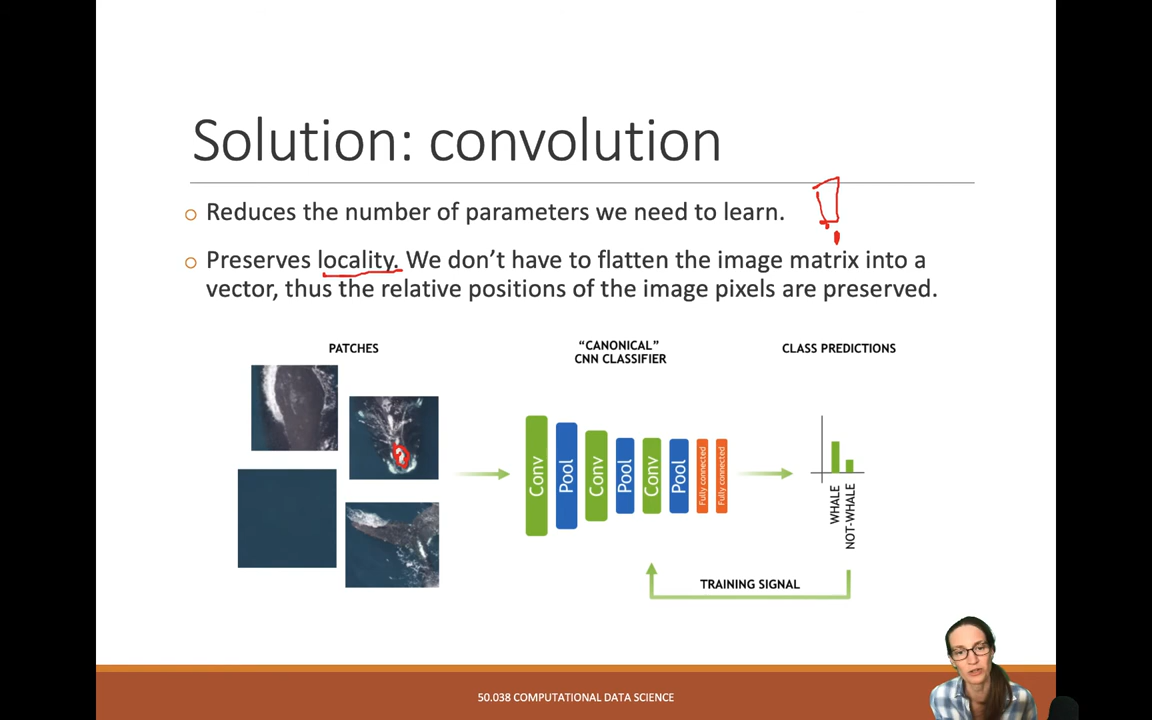 Solution: convolution
Reduces the number of parameters we need to learn.
Preserves locality. We don’t have to flatten the image matrix into a
vector, thus the relative positions of the image pixels are preserved.
PATCHES
“CANONICAL”
CNN CLASSIFIER
CLASS PREDICTIONS
Conv
Pool
Conv
Pool
Conv
Pool
Fully connected
Fully connected
WHALE
NOT-WHALE
TRAINING SIGNAL
50.038 COMPUTATIONAL DATA SCIENCE